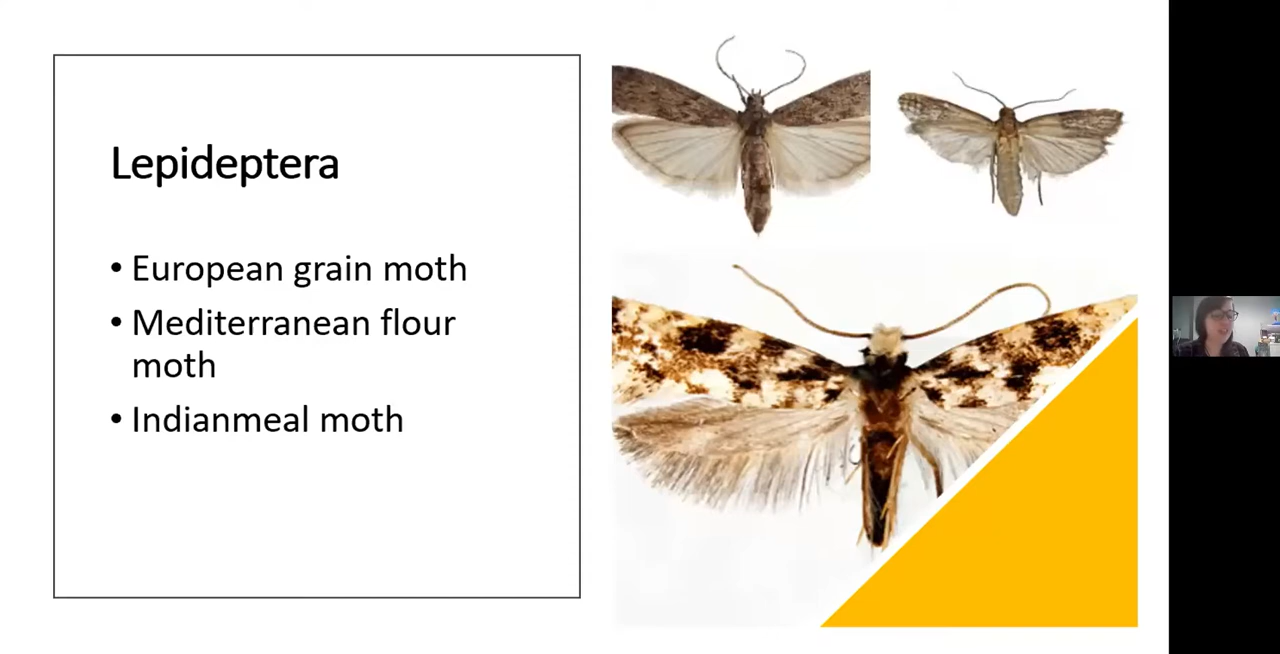 Lepideptera
• European grain moth
• Mediterranean flour
moth
• Indianmeal moth